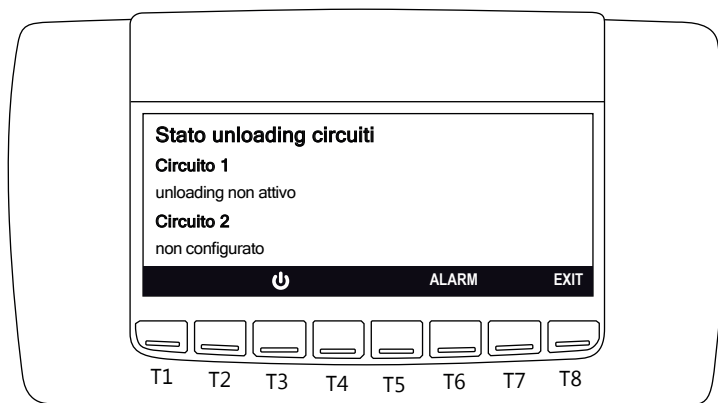 Stato unloading circuiti
Circuito 1
unloading non attivo
Circuito 2
non configurato
ALARM EXIT
T1 T2 T3 T4 T5 T6 T7 T8